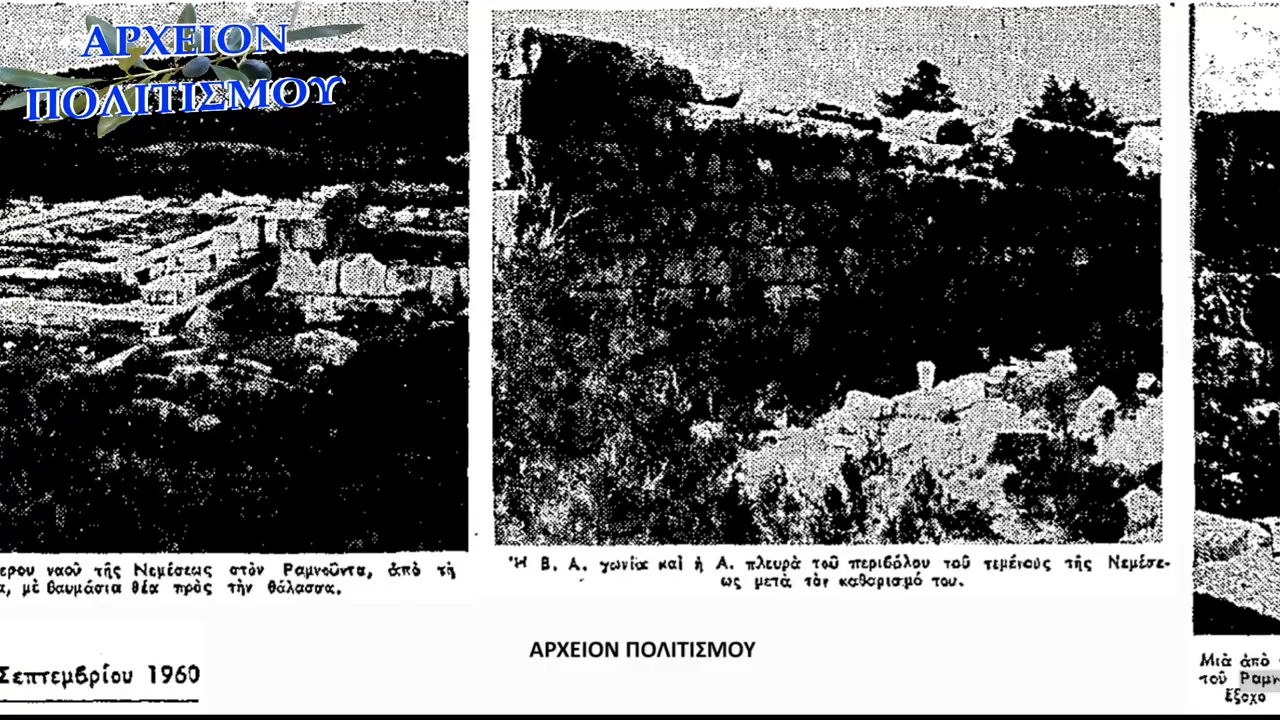 ΑΡΧΕΙΟΝ
ΠΟΛΙΤΙΣΜΟΥ
ναοῦ τῆς Νεμέσεως στὸν Ραμνοῦντα, ἀπὸ τὴ
μὲ θαυμάσια θέα πρὸς τὴν θάλασσα.
Ἡ Β. Α. γωνία καὶ ἡ Α. πλευρὰ τοῦ περιβόλου τοῦ τεμένους τῆς Νεμέσε-
ως μετὰ τὸν καθαρισμό του.
ΑΡΧΕΙΟΝ ΠΟΛΙΤΙΣΜΟΥ
Σεπτεμβρίου 1960
Μιὰ ἀπὸ
τοῦ
ἔξοχο